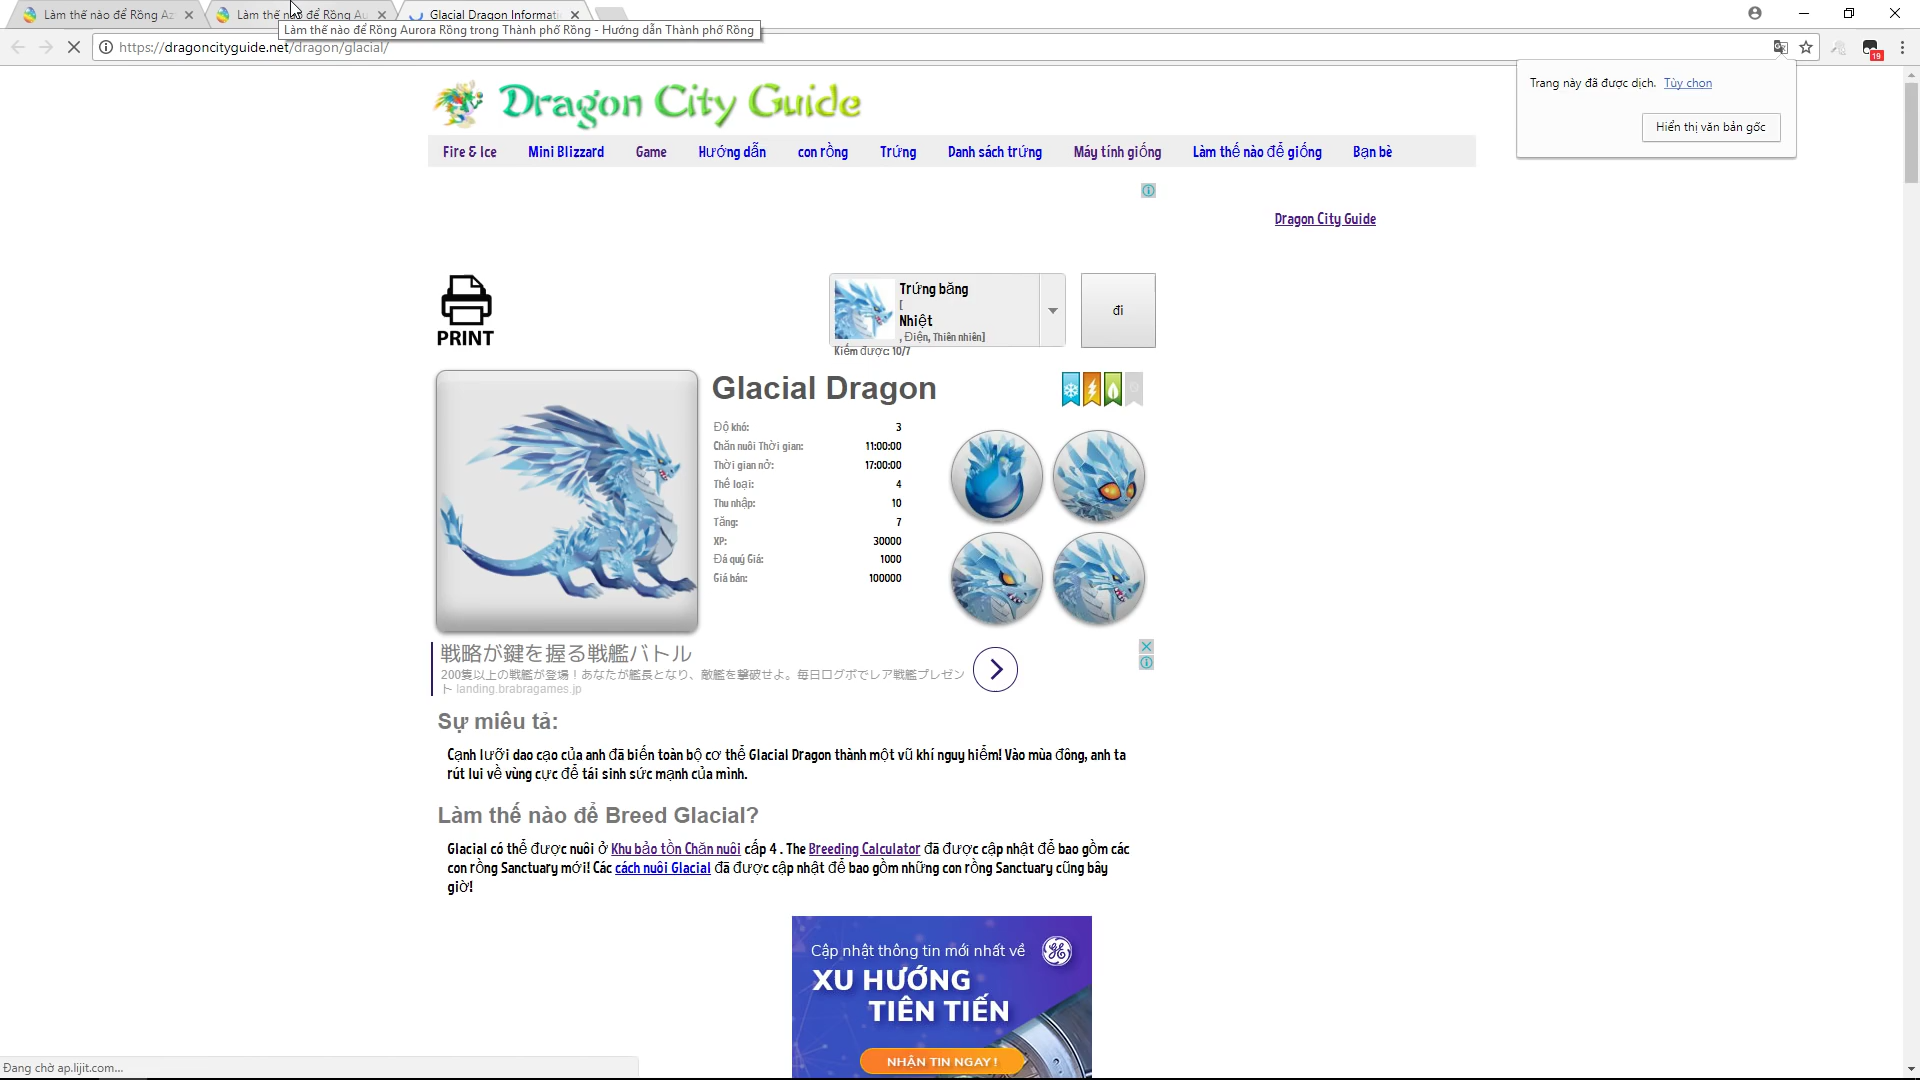 Làm thế nào để Rồng Az
Làm thế nào để Rồng Au
Glacial Dragon Informati
Làm thế nào để Rồng Aurora Rồng trong Thành phố Rồng - Hướng dẫn Thành phố Rồng
https://dragoncityguide.net/dragon/glacial/
19
Trang này đã được dịch. Tùy chọn
Hiển thị văn bản gốc
Dragon City Guide
Fire & Ice Mini Blizzard Game Hướng dẫn con rồng Trứng Danh sách trứng Máy tính giống Làm thế nào để giống Bạn bè
Dragon City Guide
PRINT
Trứng băng
[
Nhiệt
, Điện, Thiên nhiên]
Kiếm được: 10/7
đi
Glacial Dragon
Độ khó: 3
Chăn nuôi Thời gian: 11:00:00
Thời gian nở: 17:00:00
Thể loại: 4
Thu nhập: 10
Tăng: 7
XP: 30000
Đá quý Giá: 1000
Giá bán: 100000
戦略が鍵を握る戦艦バトル
200隻以上の戦艦が登場！あなたが艦長となり、敵艦を撃破せよ。毎日ログボでレア戦艦プレゼン
ト landing.brabragames.jp
Sự miêu tả:
Cạnh lưỡi dao cạo của anh đã biến toàn bộ cơ thể Glacial Dragon thành một vũ khí nguy hiểm! Vào mùa đông, anh ta
rút lui về vùng cực để tái sinh sức mạnh của mình.
Làm thế nào để Breed Glacial?
Glacial có thể được nuôi ở Khu bảo tồn Chăn nuôi cấp 4 . The Breeding Calculator đã được cập nhật để bao gồm các
con rồng Sanctuary mới! Các cách nuôi Glacial đã được cập nhật để bao gồm những con rồng Sanctuary cũng bây
giờ!
Cập nhật thông tin mới nhất về
XU HƯỚNG
TIÊN TIẾN
NHẬN TIN NGAY !
Đang chờ ap.lijit.com...